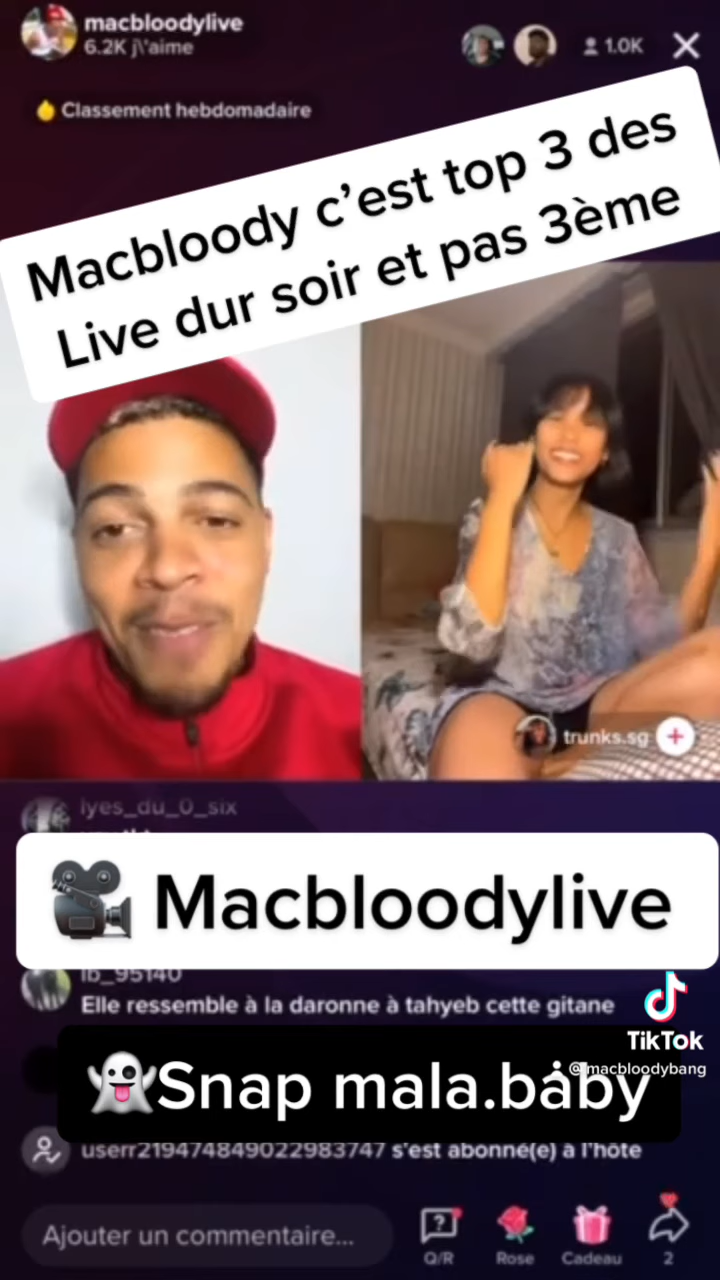 macbloodylive
6.2K j\'aime
1.0K
Classement hebdomadaire
Macbloody c’est top 3 des
Live dur soir et pas 3ème
trunks.sg
lyes_du_0_six
🎥 Macbloodylive
lb_95140
Elle ressemble à la daronne à tahyeb cette gitane
TikTok
@macbloodybang
👻Snap mala.baby
userr219474849022983747 s'est abonné(e) à l'hôte
Ajouter un commentaire...
Q/R
Rose
Cadeau
2